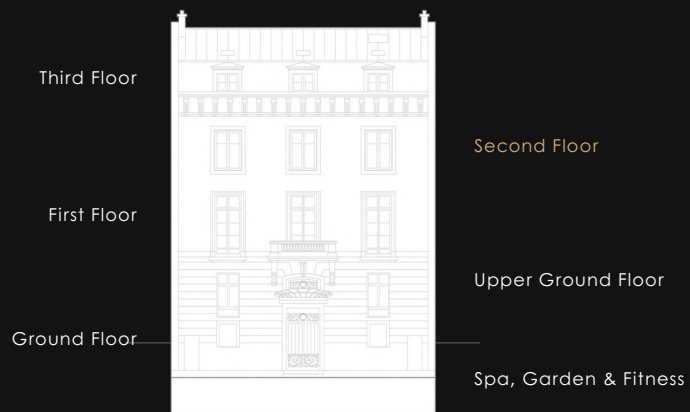 Third Floor
Second Floor
First Floor
Upper Ground Floor
Ground Floor
Spa, Garden & Fitness